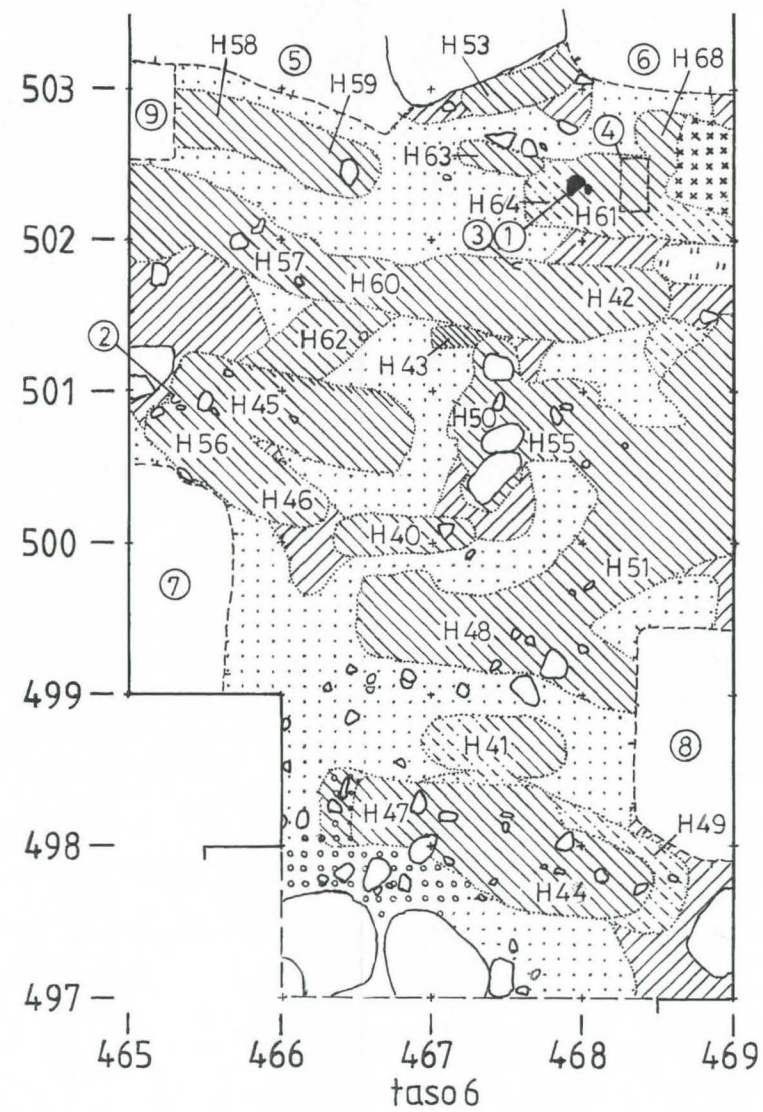 H58
⑤
H53
⑥
H68
503
H59
⑨
④
H63
H64
H61
502
③①
H57
H60
H42
②
H62
H43
501
H45
H50
H55
H56
H46
500
H40
H51
⑦
H48
499
H41
⑧
H47
H49
498
H44
497
465 466 467 468 469
taso 6